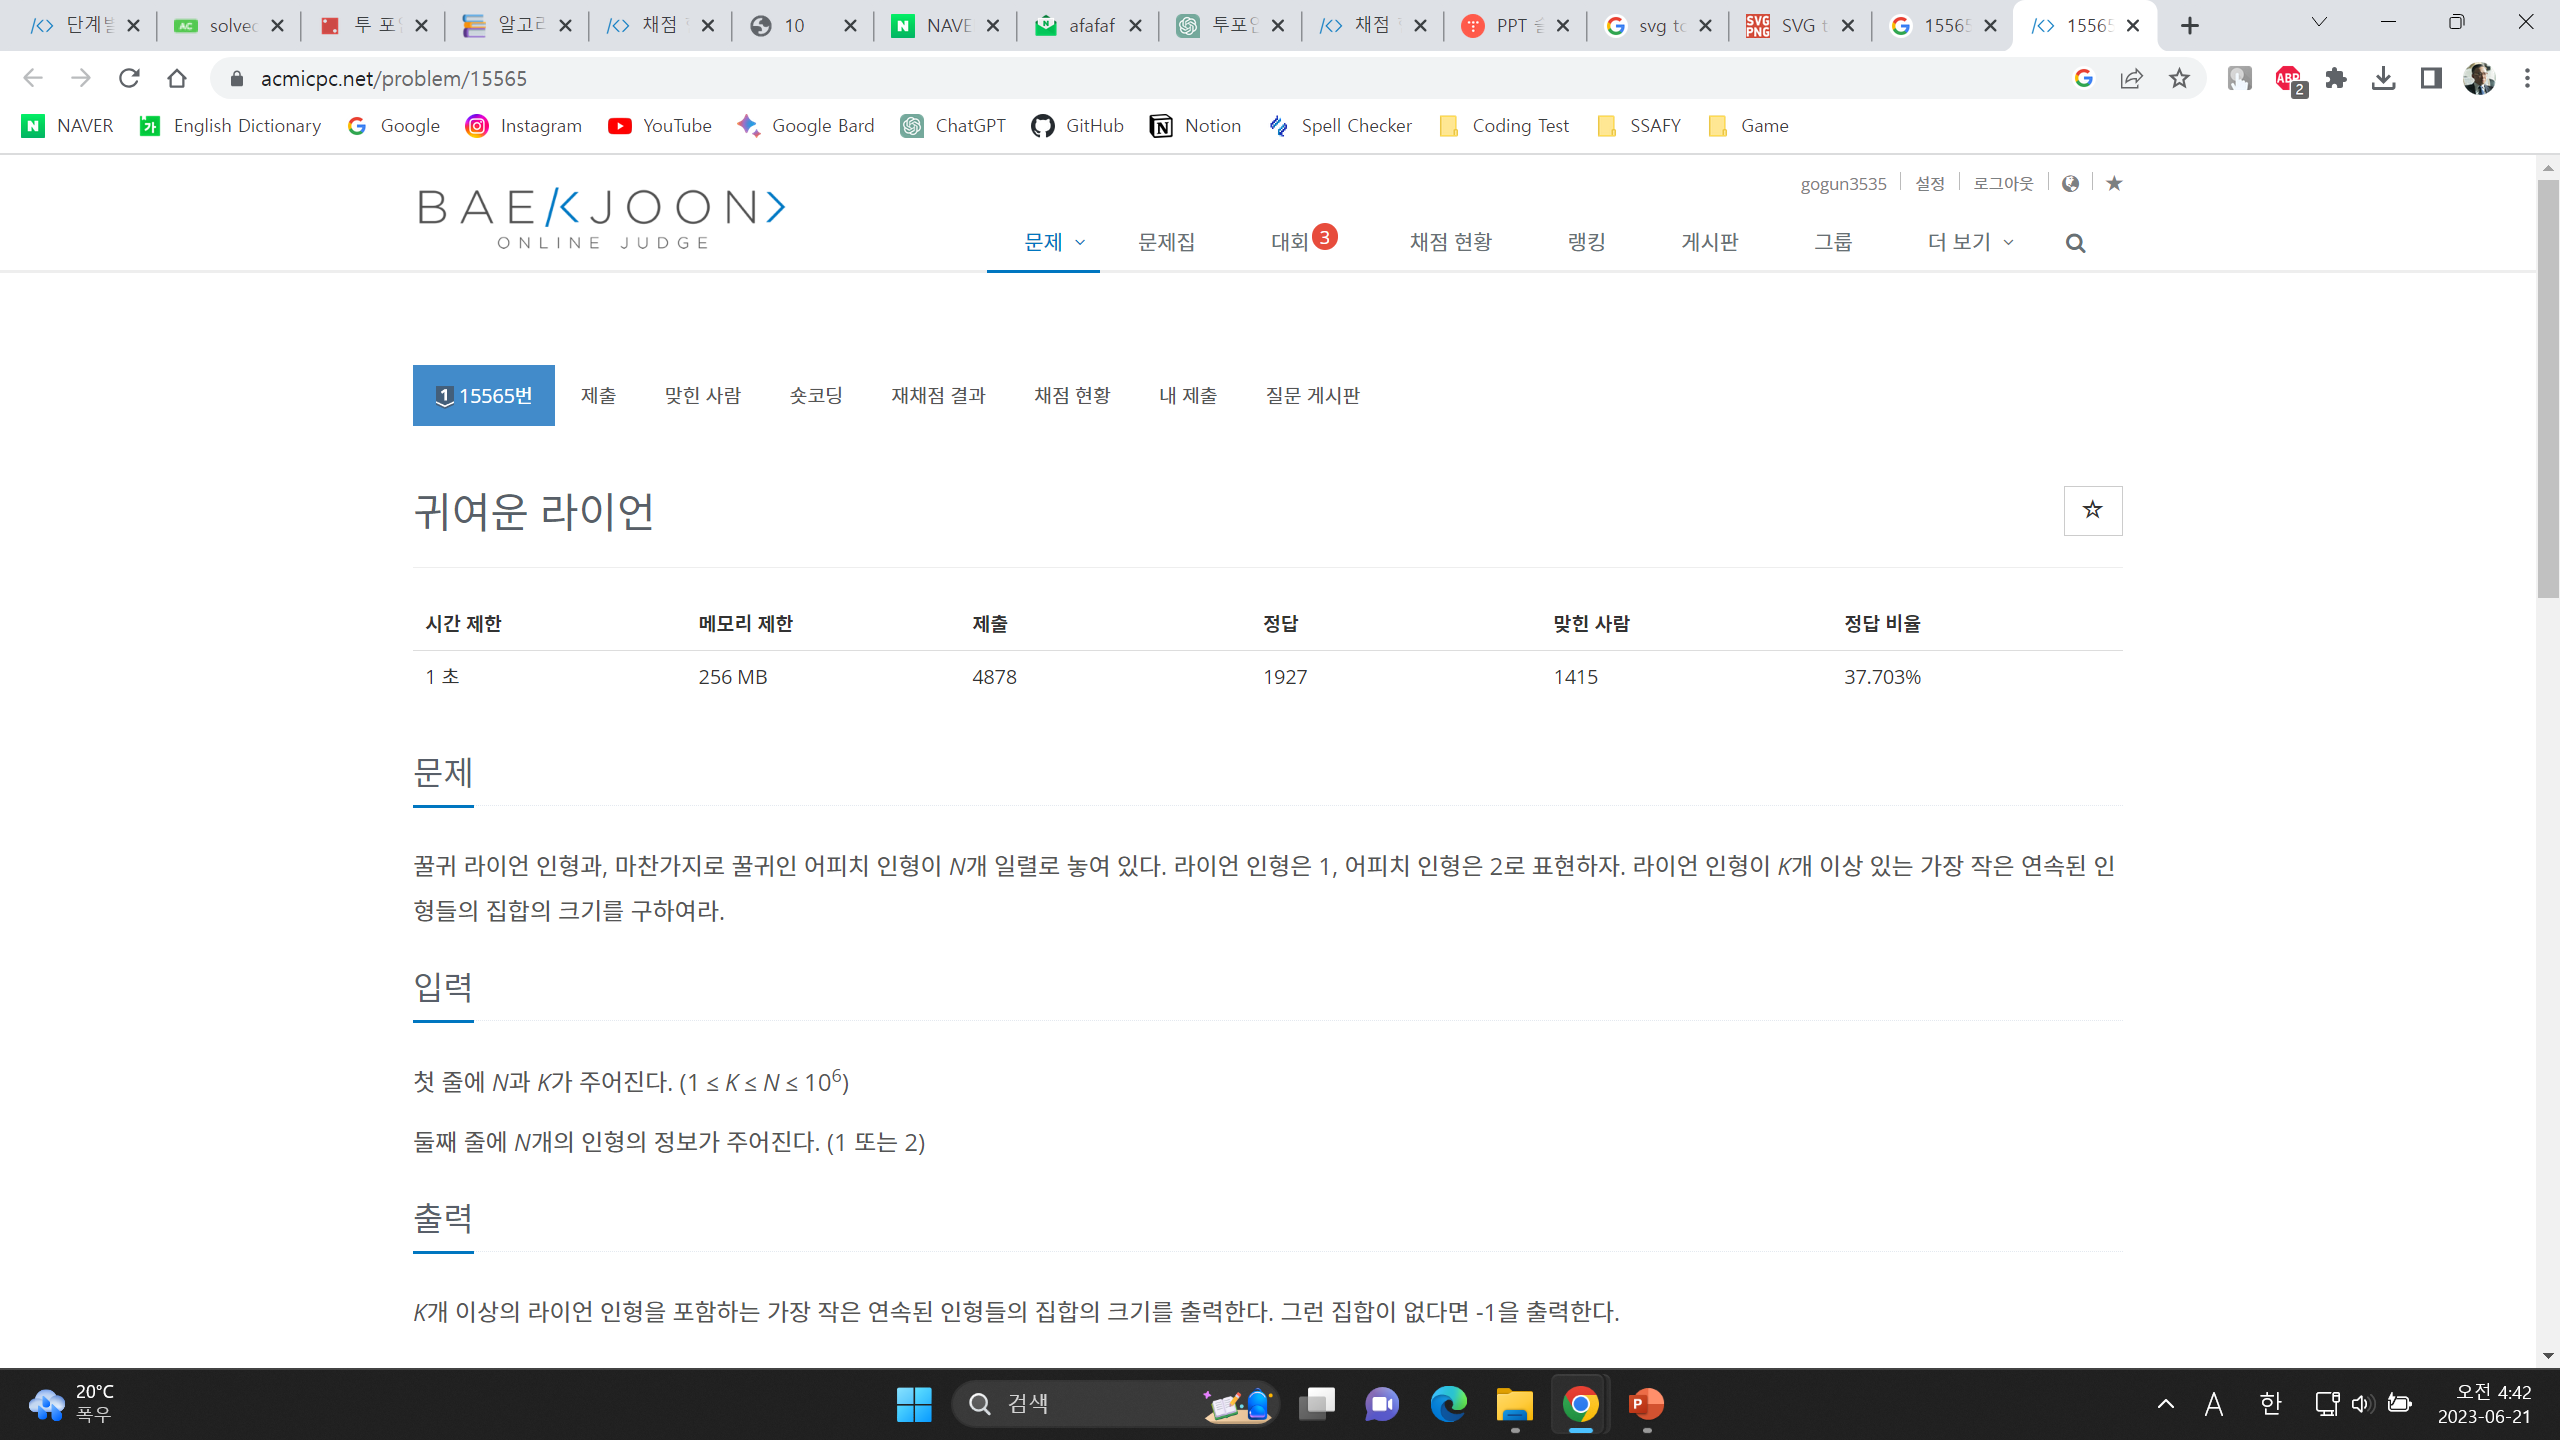 단계별
solved
투 포
알고리
채점
10
NAVE
afafaf
투포인
채점
PPT
svg to
SVG t
15565
15565
acmicpc.net/problem/15565
ABP
2
NAVER
English Dictionary
Google
Instagram
YouTube
Google Bard
ChatGPT
GitHub
Notion
Spell Checker
Coding Test
SSAFY
Game
gogun3535
설정
로그아웃
BAEKJOON
ONLINE JUDGE
문제
문제집
대회 3
채점 현황
랭킹
게시판
그룹
더 보기
1 15565번
제출
맞힌 사람
숏코딩
재채점 결과
채점 현황
내 제출
질문 게시판
귀여운 라이언
시간 제한 메모리 제한 제출 정답 맞힌 사람 정답 비율
1 초 256 MB 4878 1927 1415 37.703%
문제
꿀귀 라이언 인형과, 마찬가지로 꿀귀인 어피치 인형이 N개 일렬로 놓여 있다. 라이언 인형은 1, 어피치 인형은 2로 표현하자. 라이언 인형이 K개 이상 있는 가장 작은 연속된 인
형들의 집합의 크기를 구하여라.
입력
첫 줄에 N과 K가 주어진다. (1 ≤ K ≤ N ≤ 10⁶)
둘째 줄에 N개의 인형의 정보가 주어진다. (1 또는 2)
출력
K개 이상의 라이언 인형을 포함하는 가장 작은 연속된 인형들의 집합의 크기를 출력한다. 그런 집합이 없다면 -1을 출력한다.
20°C
폭우
검색
A
한
오전 4:42
2023-06-21